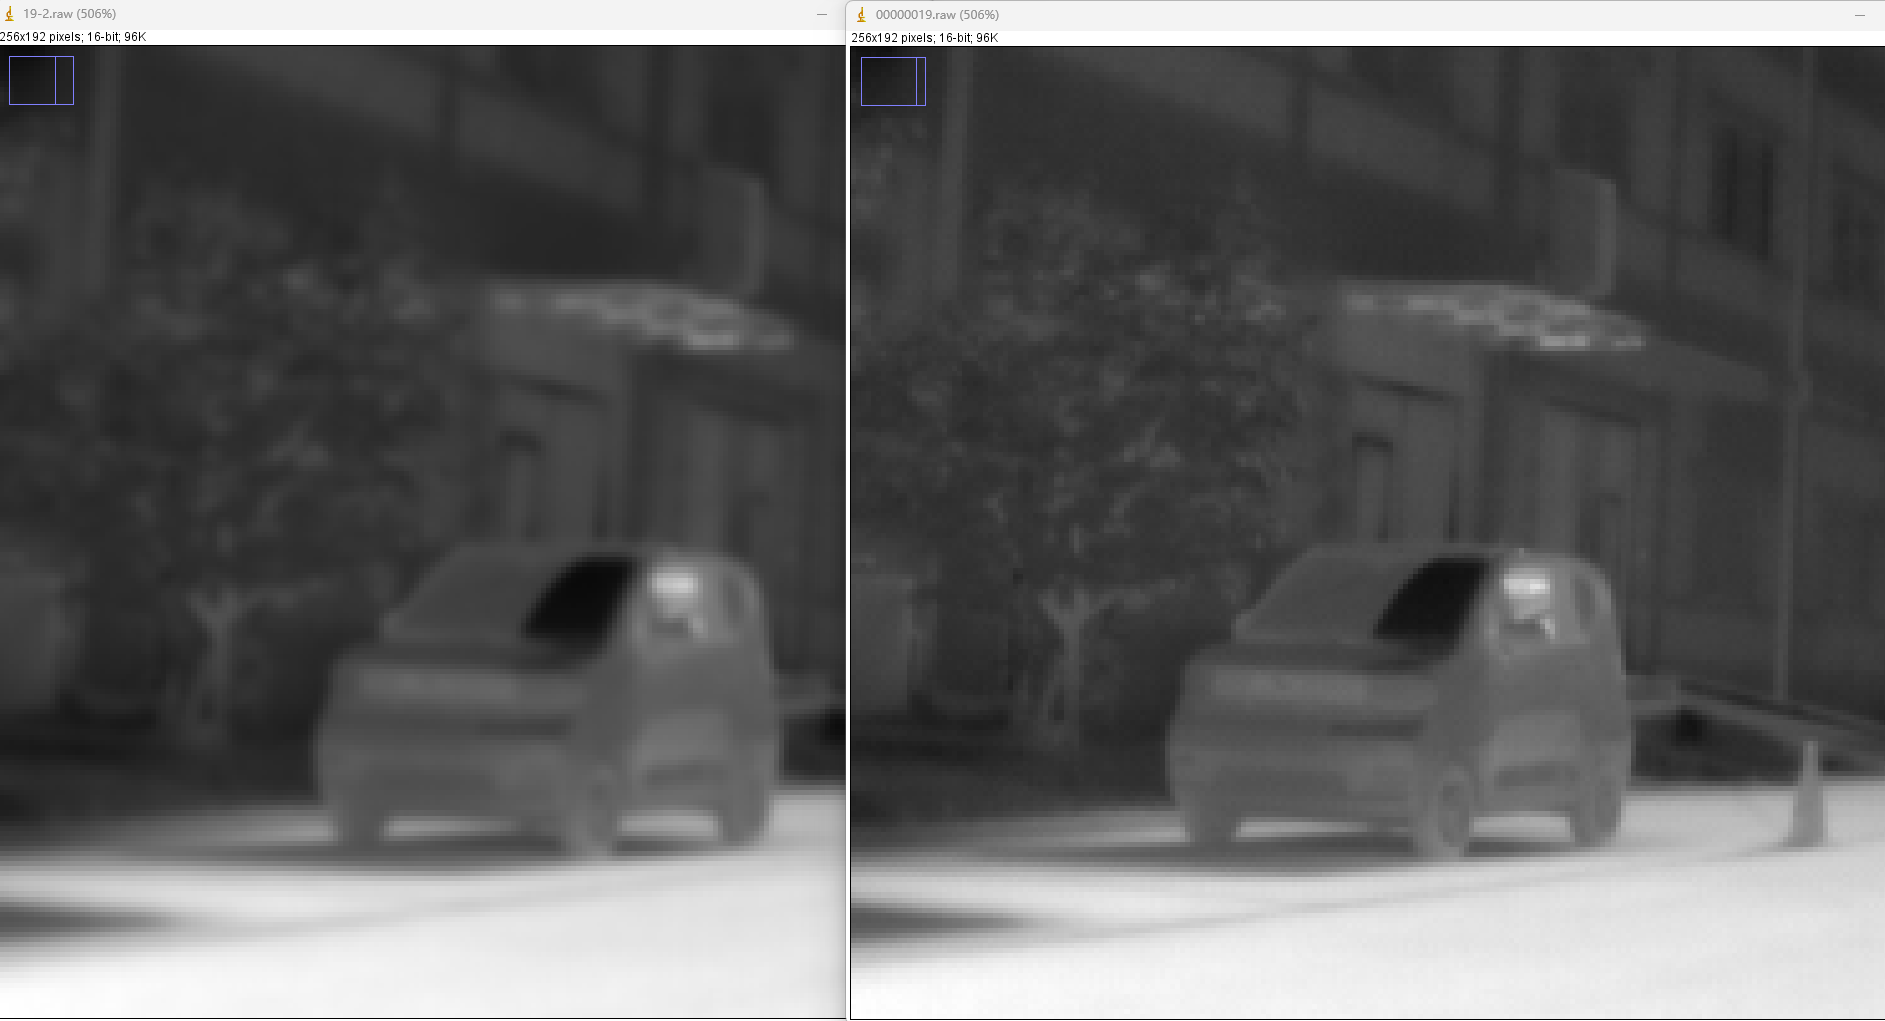 19-2.raw (506%)
256x192 pixels; 16-bit; 96K
00000019.raw (506%)
256x192 pixels; 16-bit; 96K